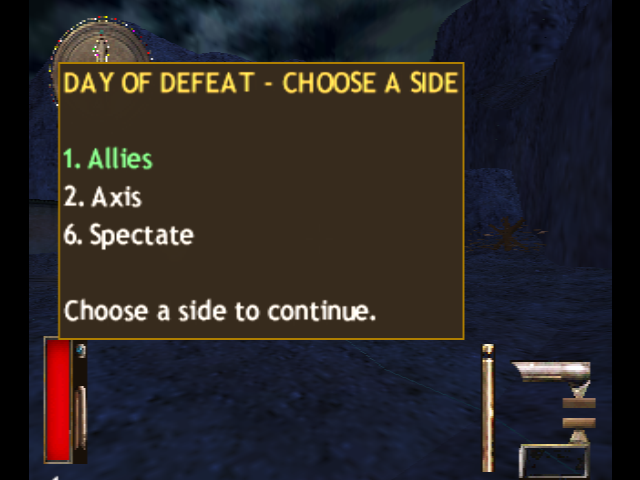 DAY OF DEFEAT - CHOOSE A SIDE
1. Allies
2. Axis
6. Spectate
Choose a side to continue.